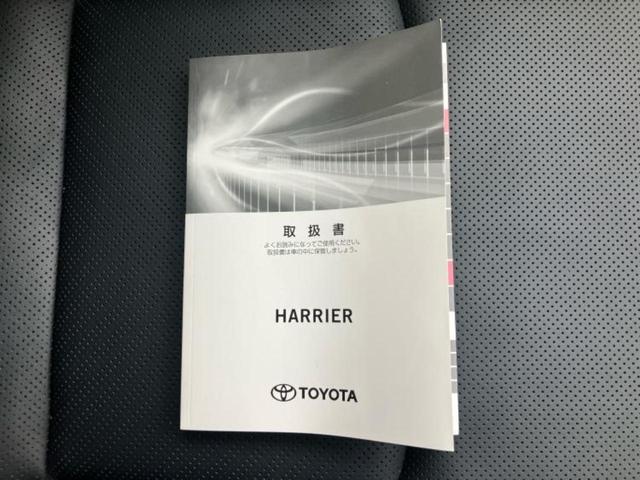 取扱書
よくお読みになってご使用ください。
取扱書は車の中に保管しましょう。
HARRIER
TOYOTA